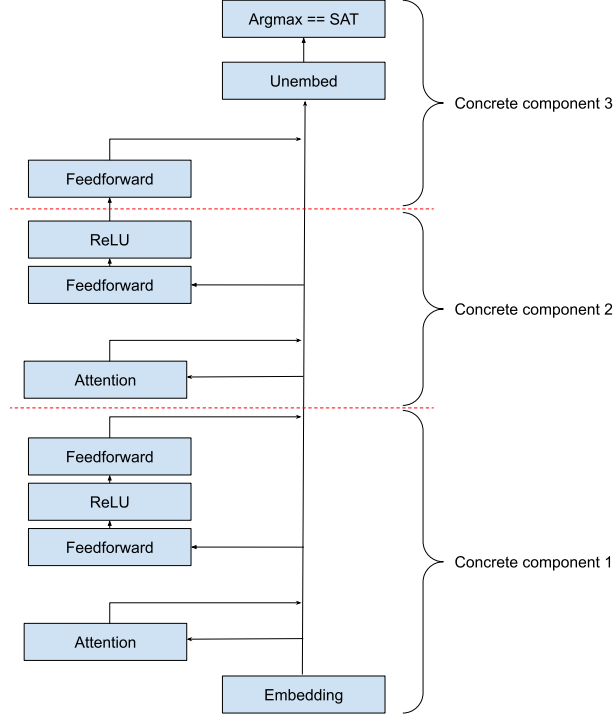 Argmax == SAT
Unembed
Concrete component 3
Feedforward
ReLU
Feedforward
Concrete component 2
Attention
Feedforward
ReLU
Feedforward
Concrete component 1
Attention
Embedding